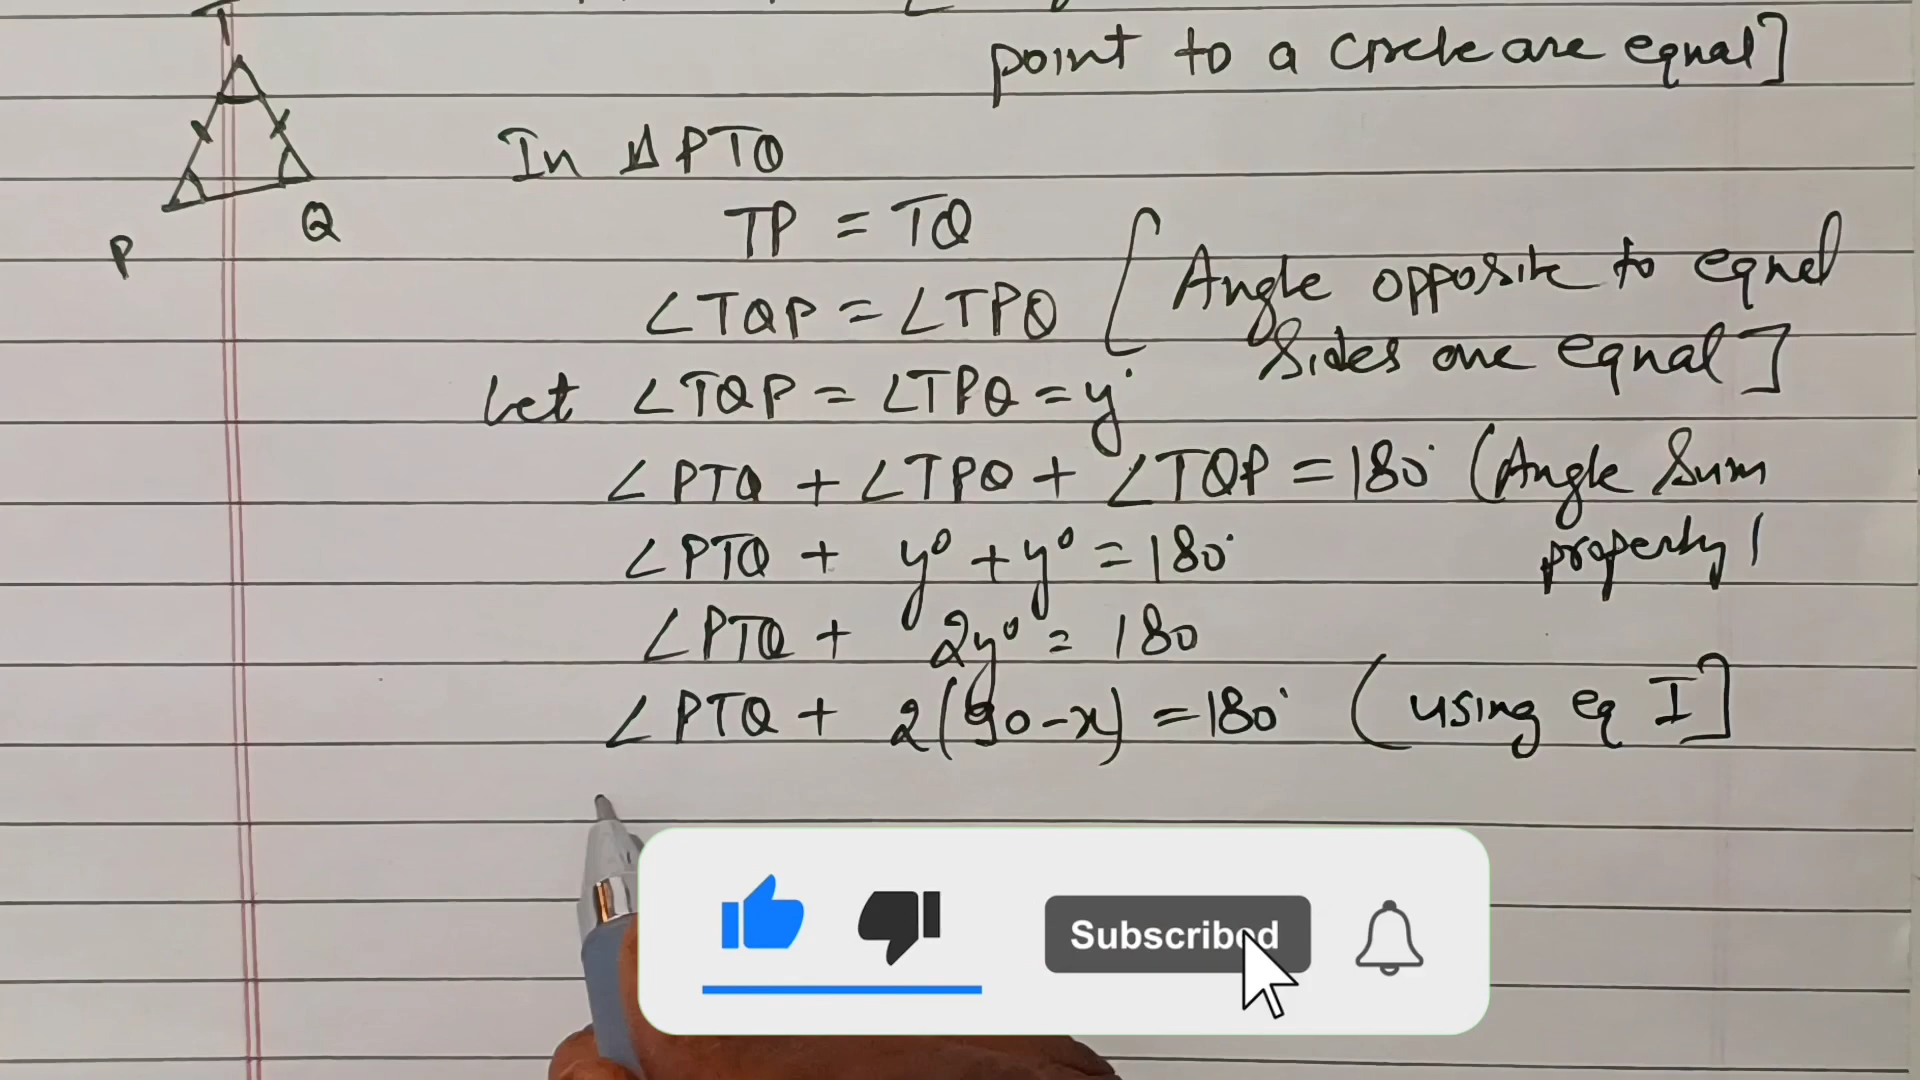 T
point to a circle are equal]
In Δ PTQ
TP = TQ
P
Q
∠TQP = ∠TPQ [Angle opposite to equal
sides are equal]
Let ∠TQP = ∠TPQ = y°
∠PTQ + ∠TPQ + ∠TQP = 180° (Angle Sum
property)
∠PTQ + y° + y° = 180°
∠PTQ + 2y° = 180
∠PTQ + 2(90-x) = 180° (using eq I]
Subscribed